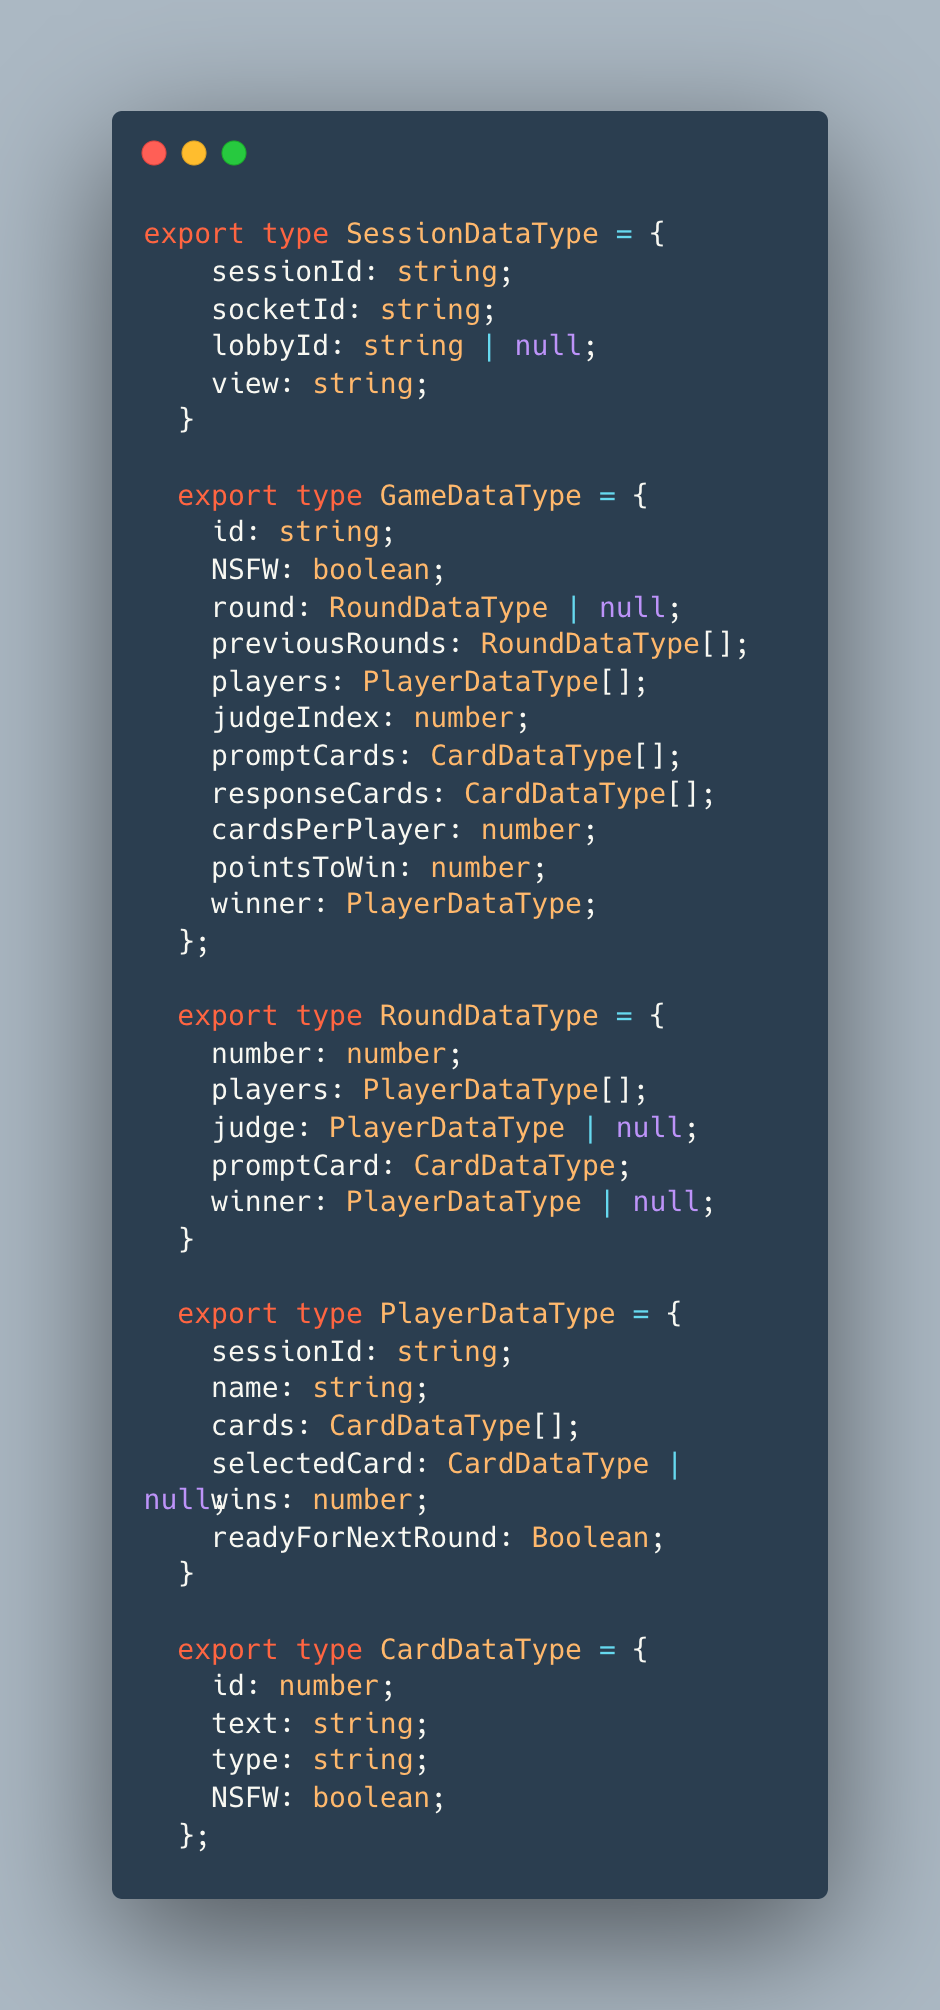 export type SessionDataType = {
    sessionId: string;
    socketId: string;
    lobbyId: string | null;
    view: string;
  }

  export type GameDataType = {
    id: string;
    NSFW: boolean;
    round: RoundDataType | null;
    previousRounds: RoundDataType[];
    players: PlayerDataType[];
    judgeIndex: number;
    promptCards: CardDataType[];
    responseCards: CardDataType[];
    cardsPerPlayer: number;
    pointsToWin: number;
    winner: PlayerDataType;
  };

  export type RoundDataType = {
    number: number;
    players: PlayerDataType[];
    judge: PlayerDataType | null;
    promptCard: CardDataType;
    winner: PlayerDataType | null;
  }

  export type PlayerDataType = {
    sessionId: string;
    name: string;
    cards: CardDataType[];
    selectedCard: CardDataType |
null;
    wins: number;
    readyForNextRound: Boolean;
  }

  export type CardDataType = {
    id: number;
    text: string;
    type: string;
    NSFW: boolean;
  };